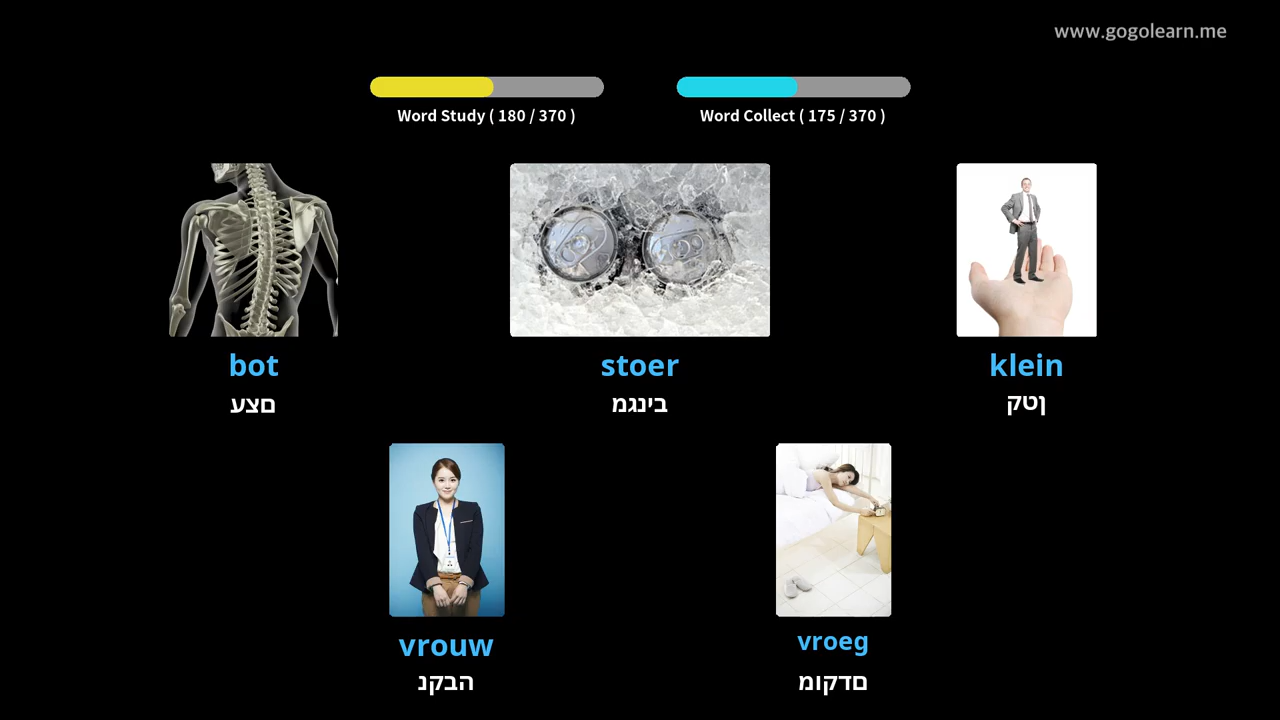 www.gogolearn.me
Word Study ( 180 / 370 )
Word Collect ( 175 / 370 )
bot
stoer
klein
םצע
בינגמ
ןטק
vrouw
vroeg
הבקנ
םדקומ